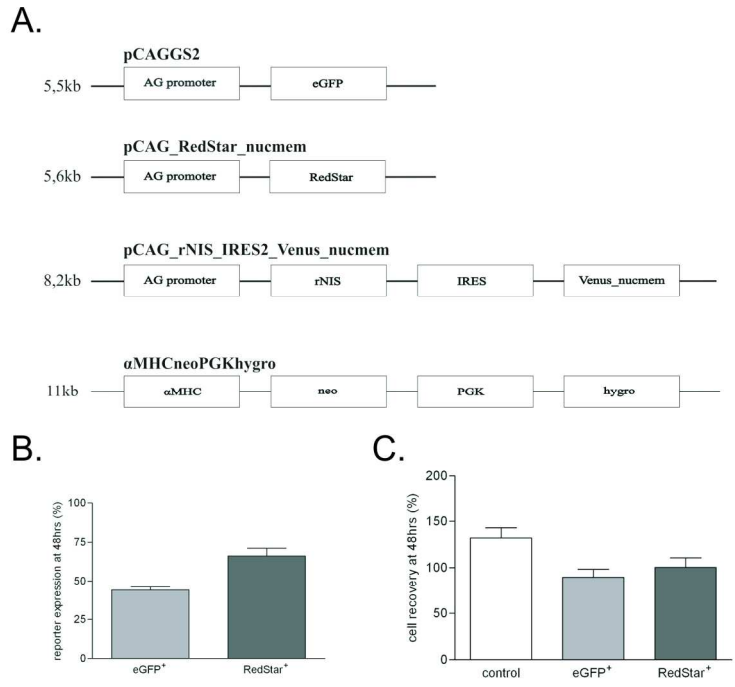 A.
pCAGGS2
5,5kb AG promoter eGFP
pCAG_RedStar_nucmem
5,6kb AG promoter RedStar
pCAG_rNIS_IRES2_Venus_nucmem
8,2kb AG promoter rNIS IRES Venus_nucmem
αMHCneoPGKhygro
11kb αMHC neo PGK hygro
B.
reporter expression at 48hrs (%)
100
75
50
25
0
eGFP+ RedStar+
C.
cell recovery at 48hrs (%)
200
150
100
50
0
control eGFP+ RedStar+